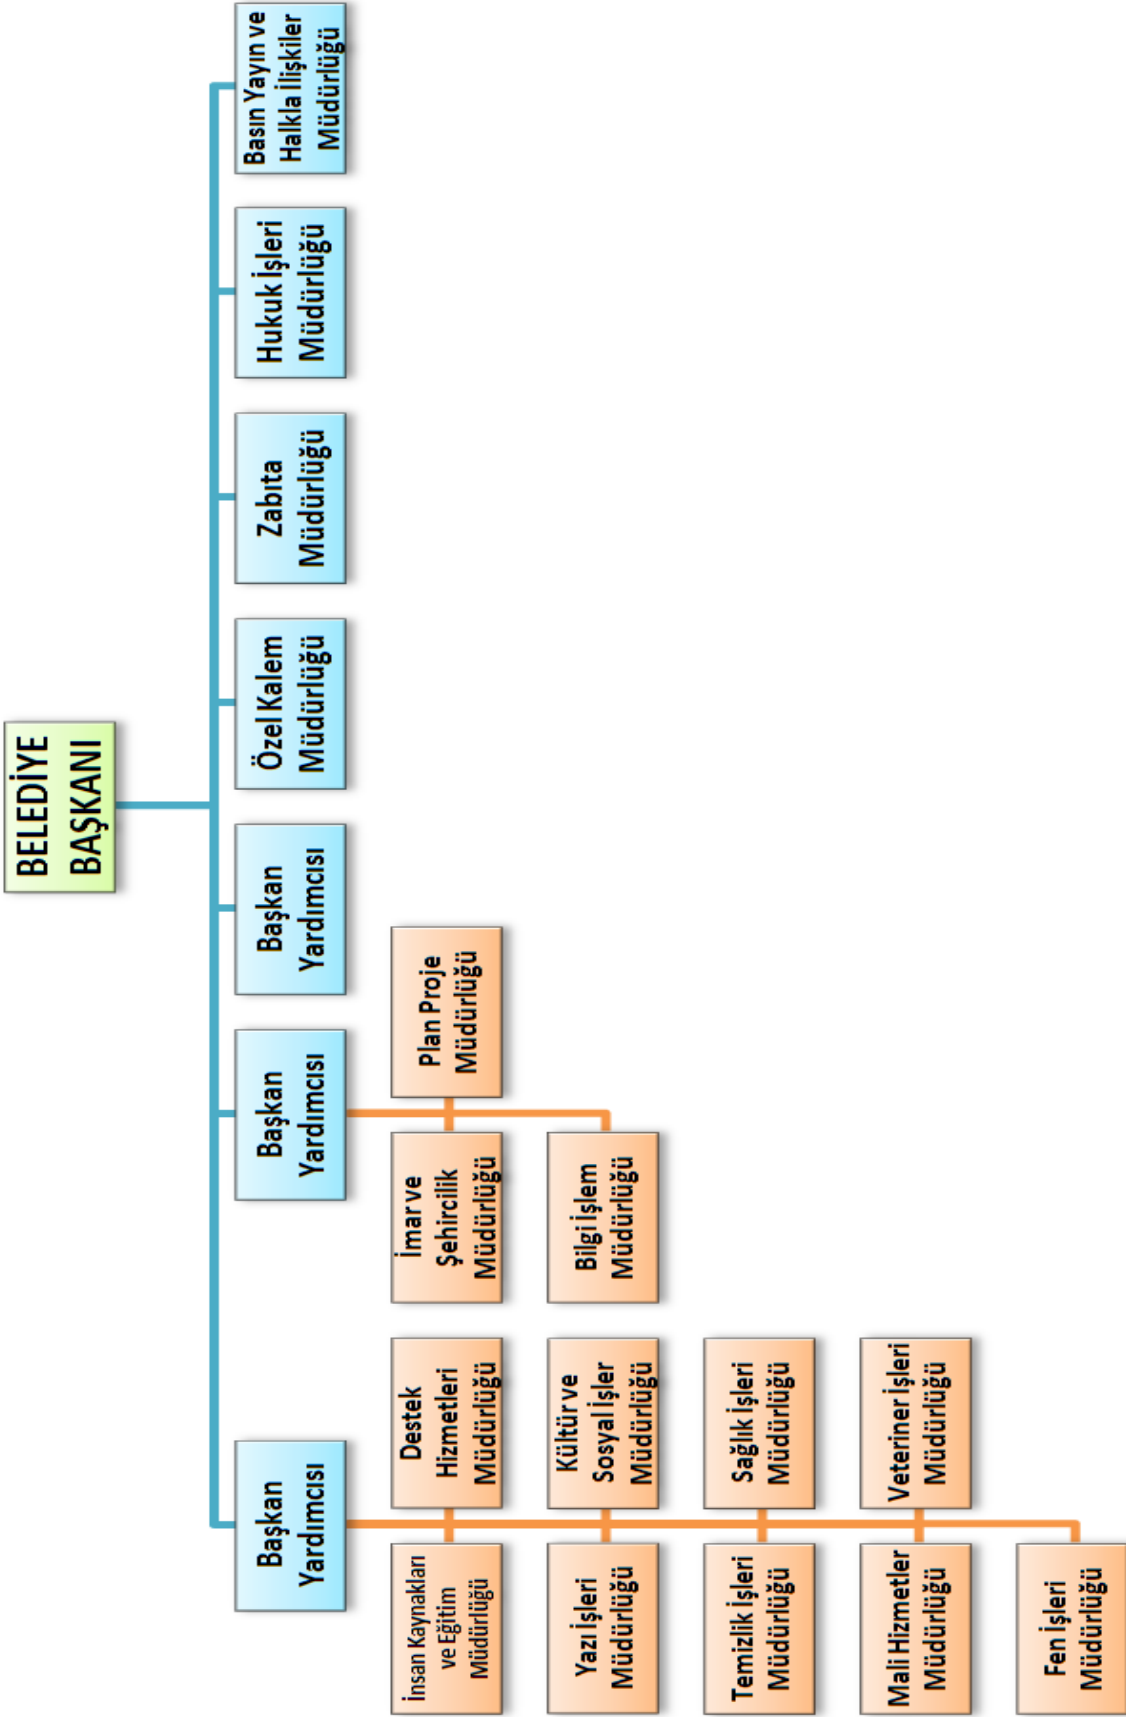 BELEDİYE
BAŞKANI
Başkan
Yardımcısı
Başkan
Yardımcısı
Başkan
Yardımcısı
Özel Kalem
Müdürlüğü
Zabıta
Müdürlüğü
Hukuk İşleri
Müdürlüğü
Basın Yayın ve
Halkla İlişkiler
Müdürlüğü
İnsan Kaynakları
ve Eğitim
Müdürlüğü
Destek
Hizmetleri
Müdürlüğü
Yazı İşleri
Müdürlüğü
Kültür ve
Sosyal İşler
Müdürlüğü
Temizlik İşleri
Müdürlüğü
Sağlık İşleri
Müdürlüğü
Mali Hizmetler
Müdürlüğü
Veteriner İşleri
Müdürlüğü
Fen İşleri
Müdürlüğü
İmar ve
Şehircilik
Müdürlüğü
Plan Proje
Müdürlüğü
Bilgi İşlem
Müdürlüğü